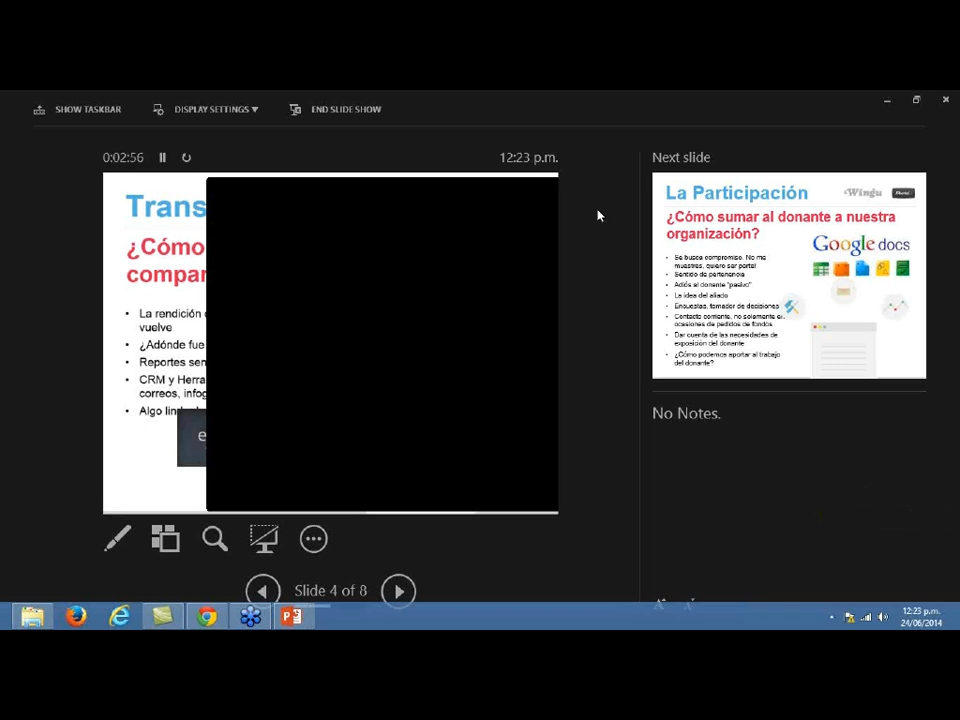 SHOW TASKBAR DISPLAY SETTINGS ▼ END SLIDE SHOW
0:02:56 12:23 p.m.
Trans
¿Cómo
compar
• La rendición
vuelve
• ¿Adónde fue
• Reportes sen
• CRM y Herra
correos, infog
• Algo lin
e
Slide 4 of 8
Next slide
La Participación
Wingu
¿Cómo sumar al donante a nuestra
organización?
Google docs
• Se busca compromiso. No me
muestres, quiero ser parte!
• Sentido de pertenencia
• Adiós al donante "pasivo"
• La idea del aliado
• Encuestas, tomador de decisiones
• Contacto corriente, no solamente en
ocasiones de pedidos de fondos
• Dar cuenta de las necesidades de
exposición del donante
• ¿Cómo podemos aportar al trabajo
del donante?
No Notes.
12:23 p.m.
24/06/2014